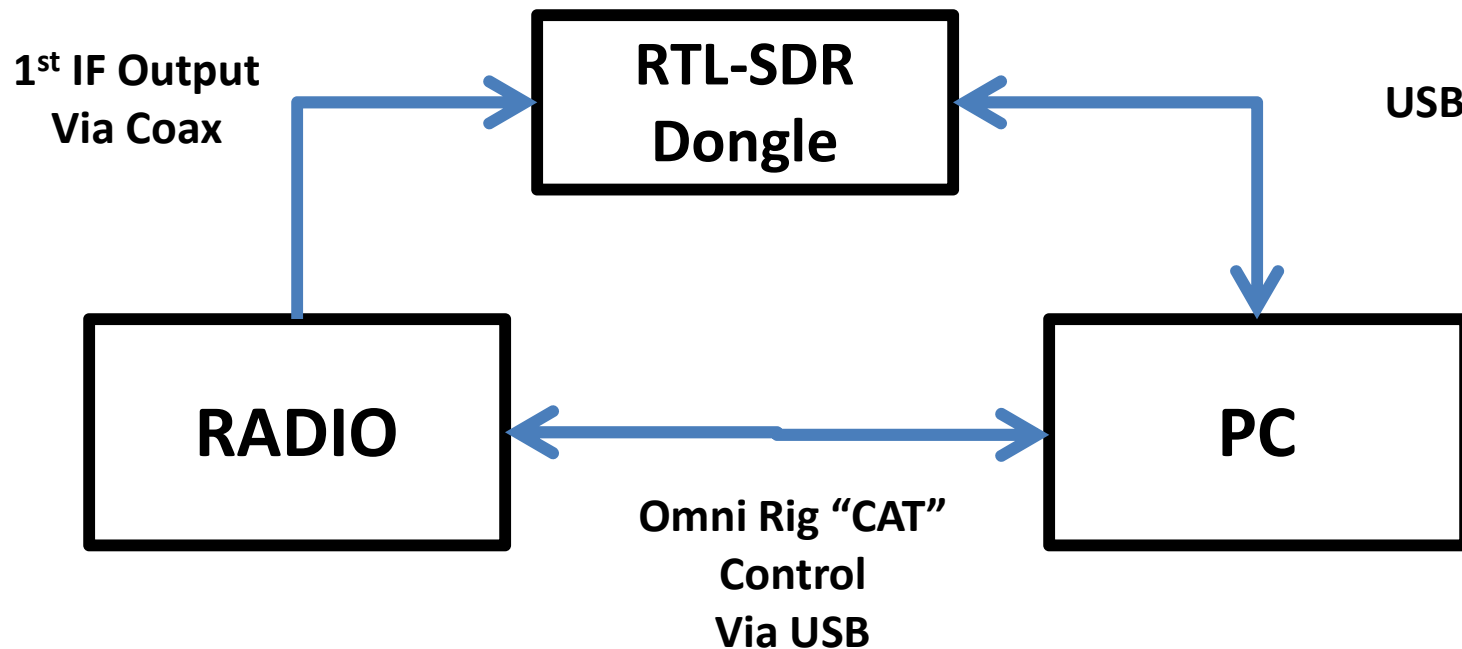 1st IF Output
Via Coax
RTL-SDR
Dongle
USB
RADIO
PC
Omni Rig “CAT”
Control
Via USB